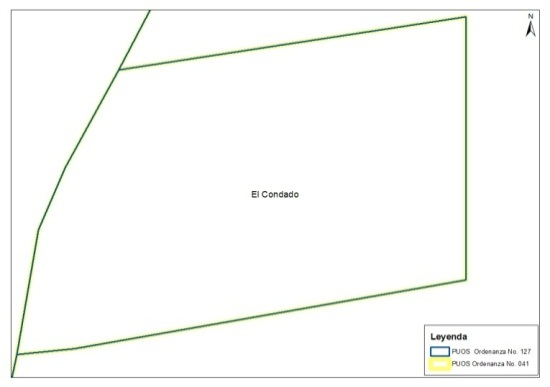 N
El Condado
Leyenda
PUOS Ordenanza No. 127
PUOS Ordenanza No. 041